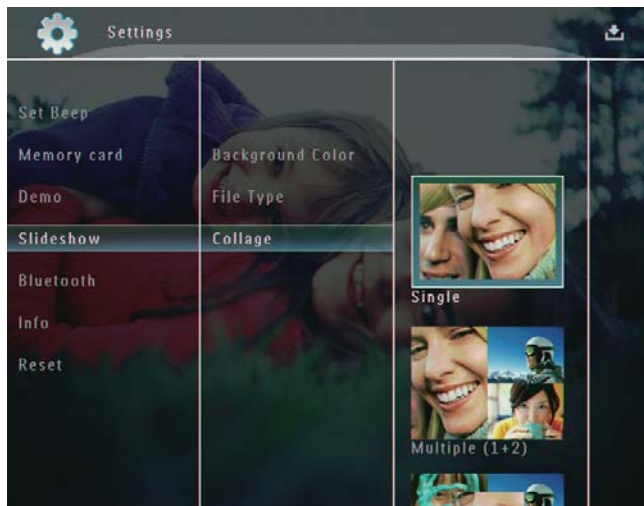 Settings
Set Beep
Memory card
Demo
Slideshow
Bluetooth
Info
Reset
Background Color
File Type
Collage
Single
Multiple (1+2)